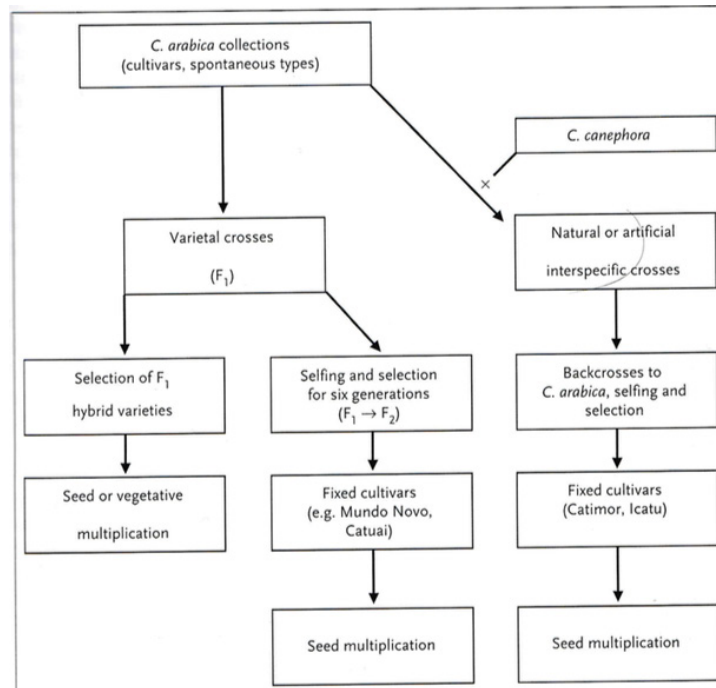 C. arabica collections
(cultivars, spontaneous types)
C. canephora
×
Varietal crosses
(F₁)
Natural or artificial
interspecific crosses
Selection of F₁
hybrid varieties
Selfing and selection
for six generations
(F₁ → F₂)
Backcrosses to
C. arabica, selfing and
selection
Seed or vegetative
multiplication
Fixed cultivars
(e.g. Mundo Novo,
Catuai)
Fixed cultivars
(Catimor, Icatu)
Seed multiplication
Seed multiplication